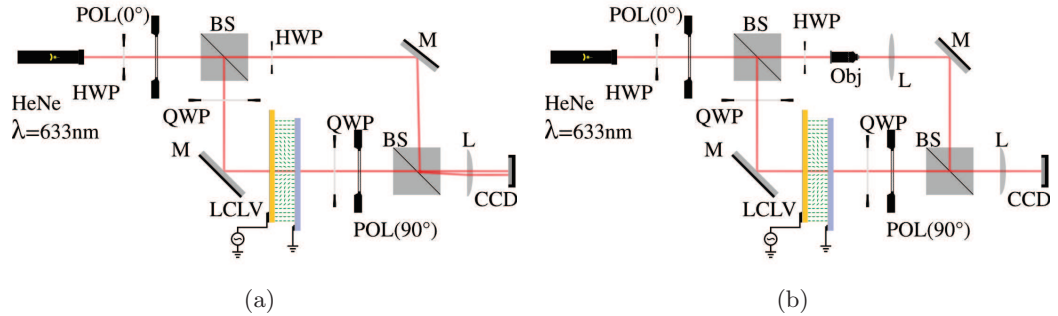 POL(0°)
BS
HWP
M
HeNe
λ=633nm
HWP
QWP
M
LCLV
QWP
BS
L
CCD
POL(90°)
(a)
POL(0°)
BS
HWP
M
Obj
L
HeNe
λ=633nm
HWP
QWP
M
LCLV
QWP
BS
L
CCD
POL(90°)
(b)